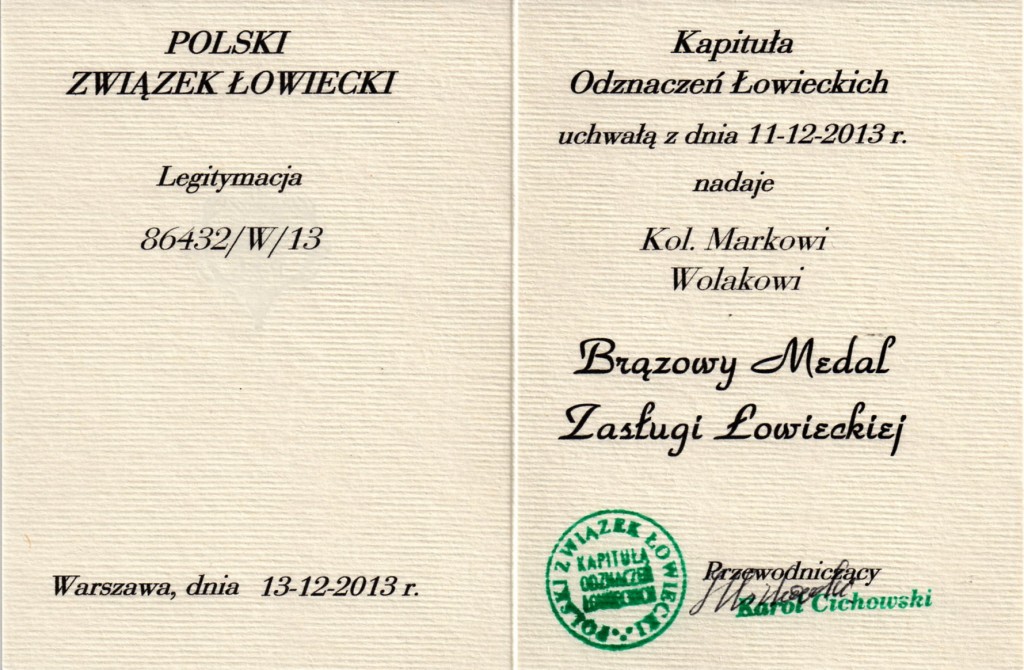 POLSKI
ZWIĄZEK ŁOWIECKI
Legitymacja
86432/W/13
Warszawa, dnia 13-12-2013 r.
Kapituła
Odznaczeń Łowieckich
uchwałą z dnia 11-12-2013 r.
nadaje
Kol. Markowi
Wolakowi
Brązowy Medal
Zasługi Łowieckiej
POLSKI ZWIĄZEK ŁOWIECKI
KAPITUŁA
ODZNACZEŃ
ŁOWIECKICH
Przewodniczący
Karol Cichowski